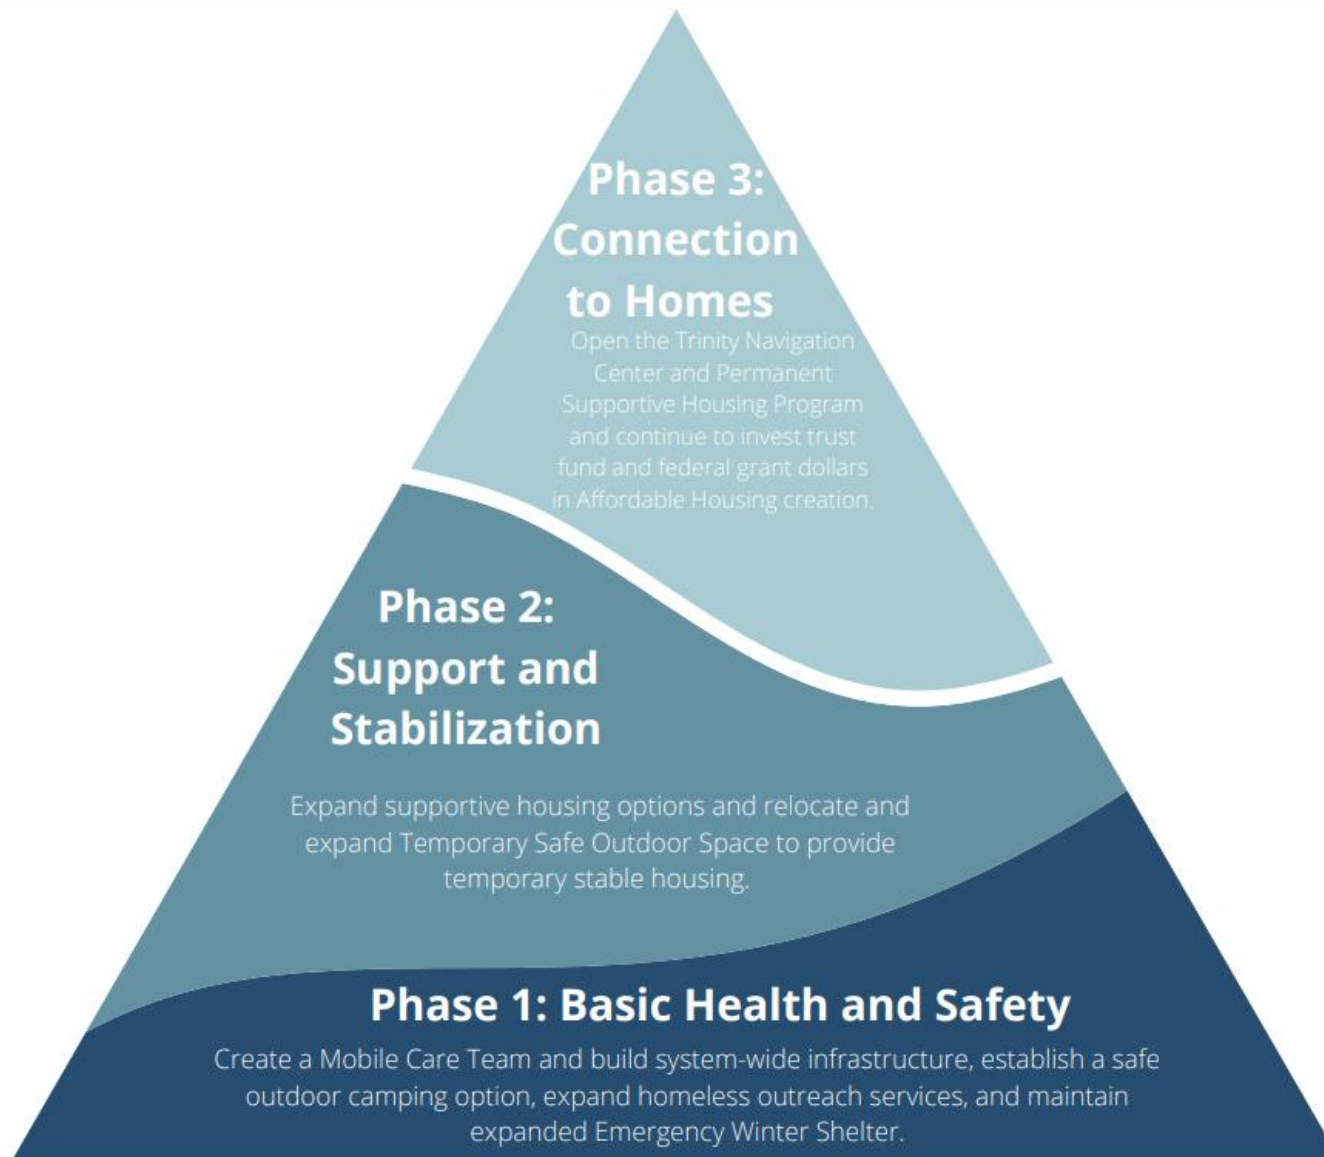 Phase 3:
Connection
to Homes
Open the Trinity Navigation
Center and Permanent
Supportive Housing Program
and continue to invest trust
fund and federal grant dollars
in Affordable Housing creation.
Phase 2:
Support and
Stabilization
Expand supportive housing options and relocate and
expand Temporary Safe Outdoor Space to provide
temporary stable housing.
Phase 1: Basic Health and Safety
Create a Mobile Care Team and build system-wide infrastructure, establish a safe
outdoor camping option, expand homeless outreach services, and maintain
expanded Emergency Winter Shelter.